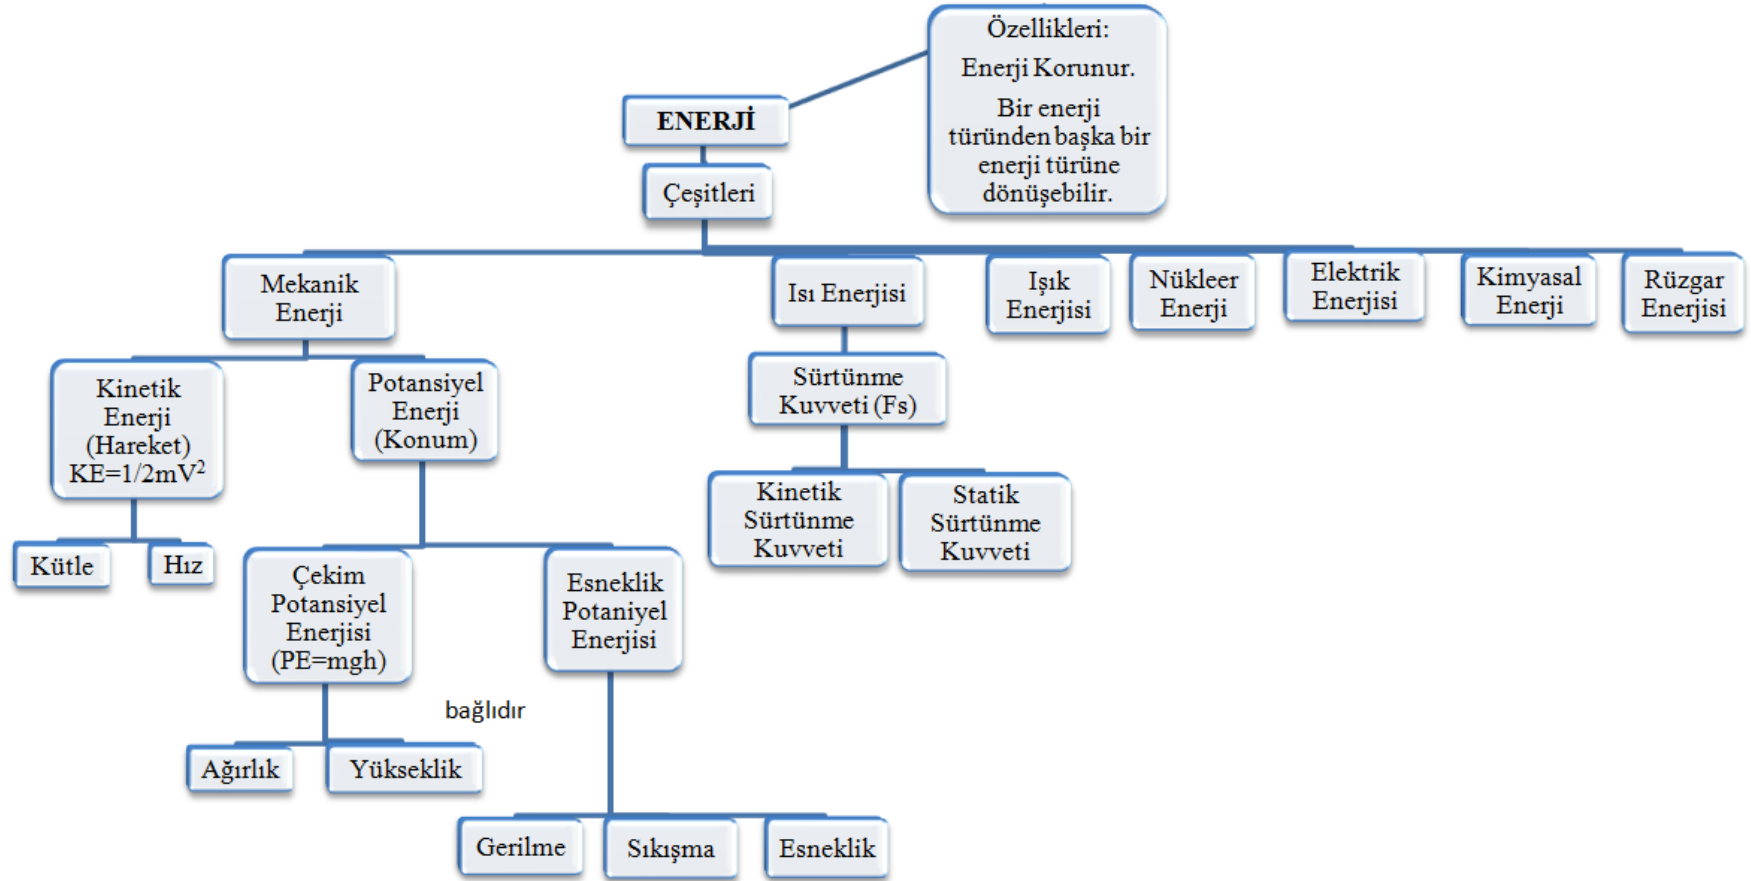 Özellikleri:
Enerji Korunur.
Bir enerji
türünden başka bir
enerji türüne
dönüşebilir.
ENERJİ
Çeşitleri
Mekanik
Enerji
Isı Enerjisi
Işık
Enerjisi
Nükleer
Enerji
Elektrik
Enerjisi
Kimyasal
Enerji
Rüzgar
Enerjisi
Kinetik
Enerji
(Hareket)
KE=1/2mV²
Potansiyel
Enerji
(Konum)
Sürtünme
Kuvveti (Fs)
Kinetik
Sürtünme
Kuvveti
Statik
Sürtünme
Kuvveti
Kütle
Hız
Çekim
Potansiyel
Enerjisi
(PE=mgh)
Esneklik
Potaniyel
Enerjisi
bağlıdır
Ağırlık
Yükseklik
Gerilme
Sıkışma
Esneklik